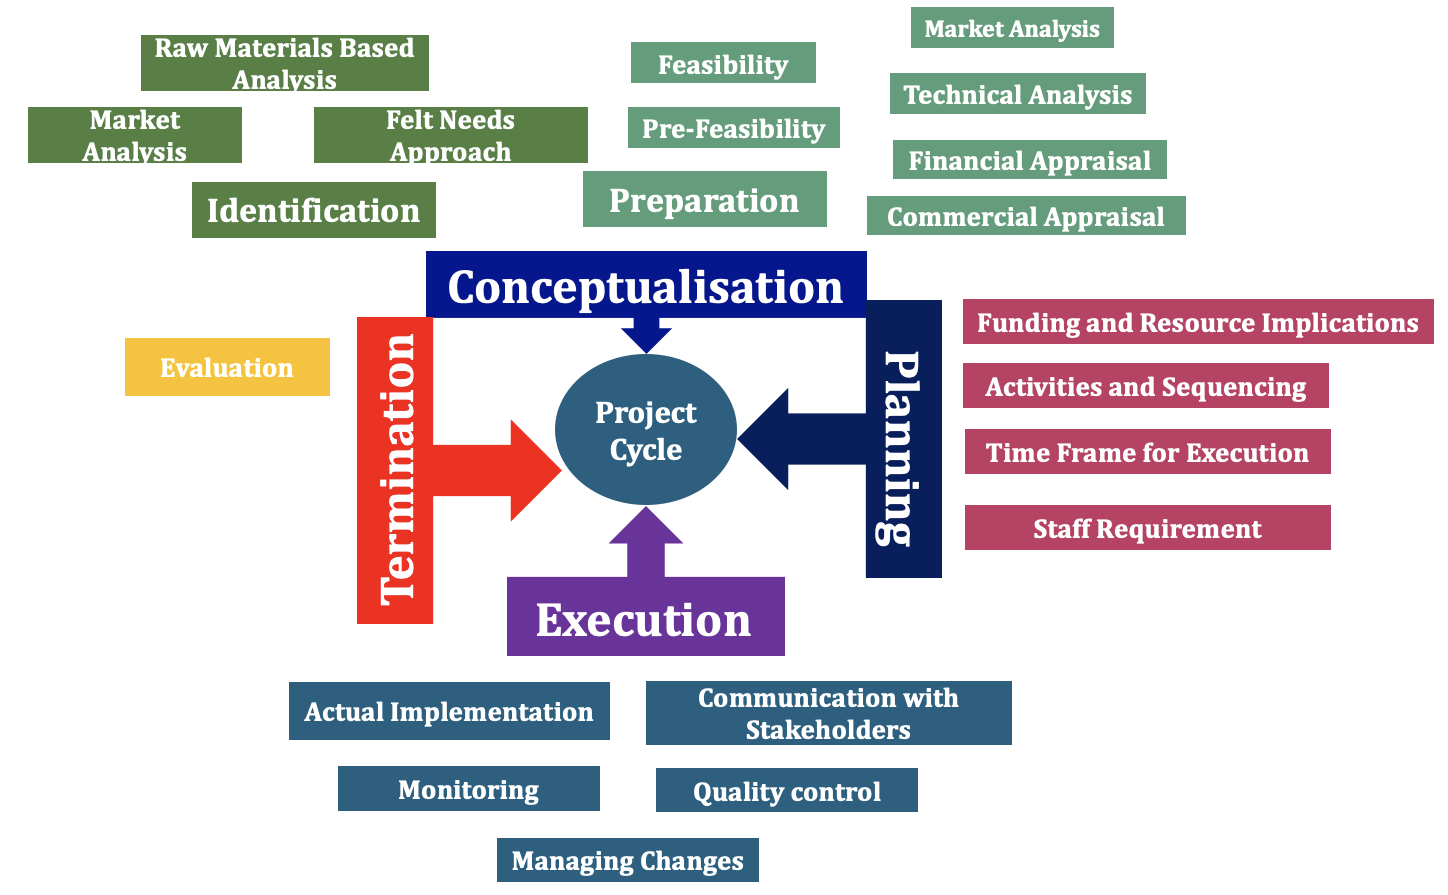 Raw Materials Based
Analysis
Market
Analysis
Felt Needs
Approach
Identification
Feasibility
Pre-Feasibility
Preparation
Market Analysis
Technical Analysis
Financial Appraisal
Commercial Appraisal
Conceptualisation
Evaluation
Termination
Project
Cycle
Planning
Funding and Resource Implications
Activities and Sequencing
Time Frame for Execution
Staff Requirement
Execution
Actual Implementation
Communication with
Stakeholders
Monitoring
Quality control
Managing Changes